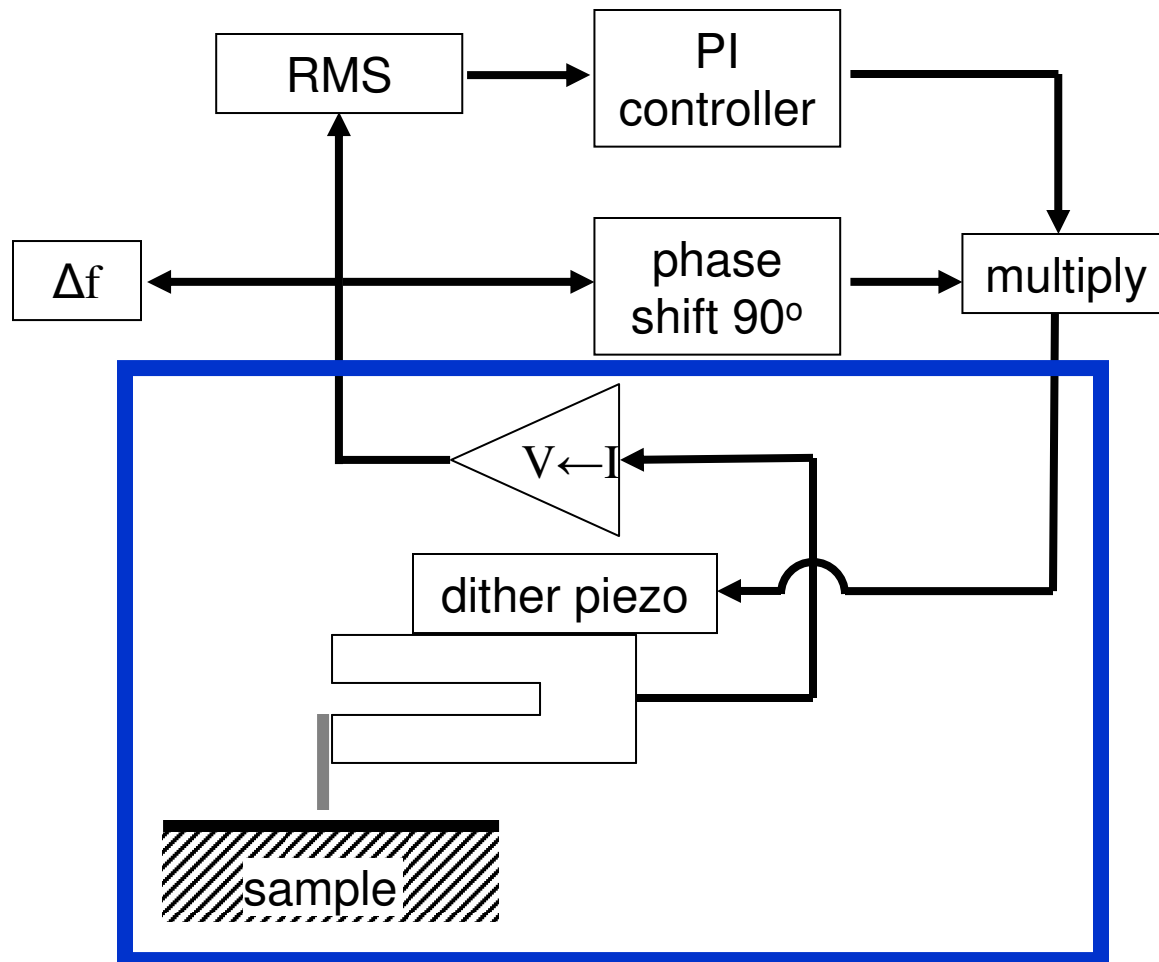 RMS
PI
controller
Δf
phase
shift 90º
multiply
V←I
dither piezo
sample